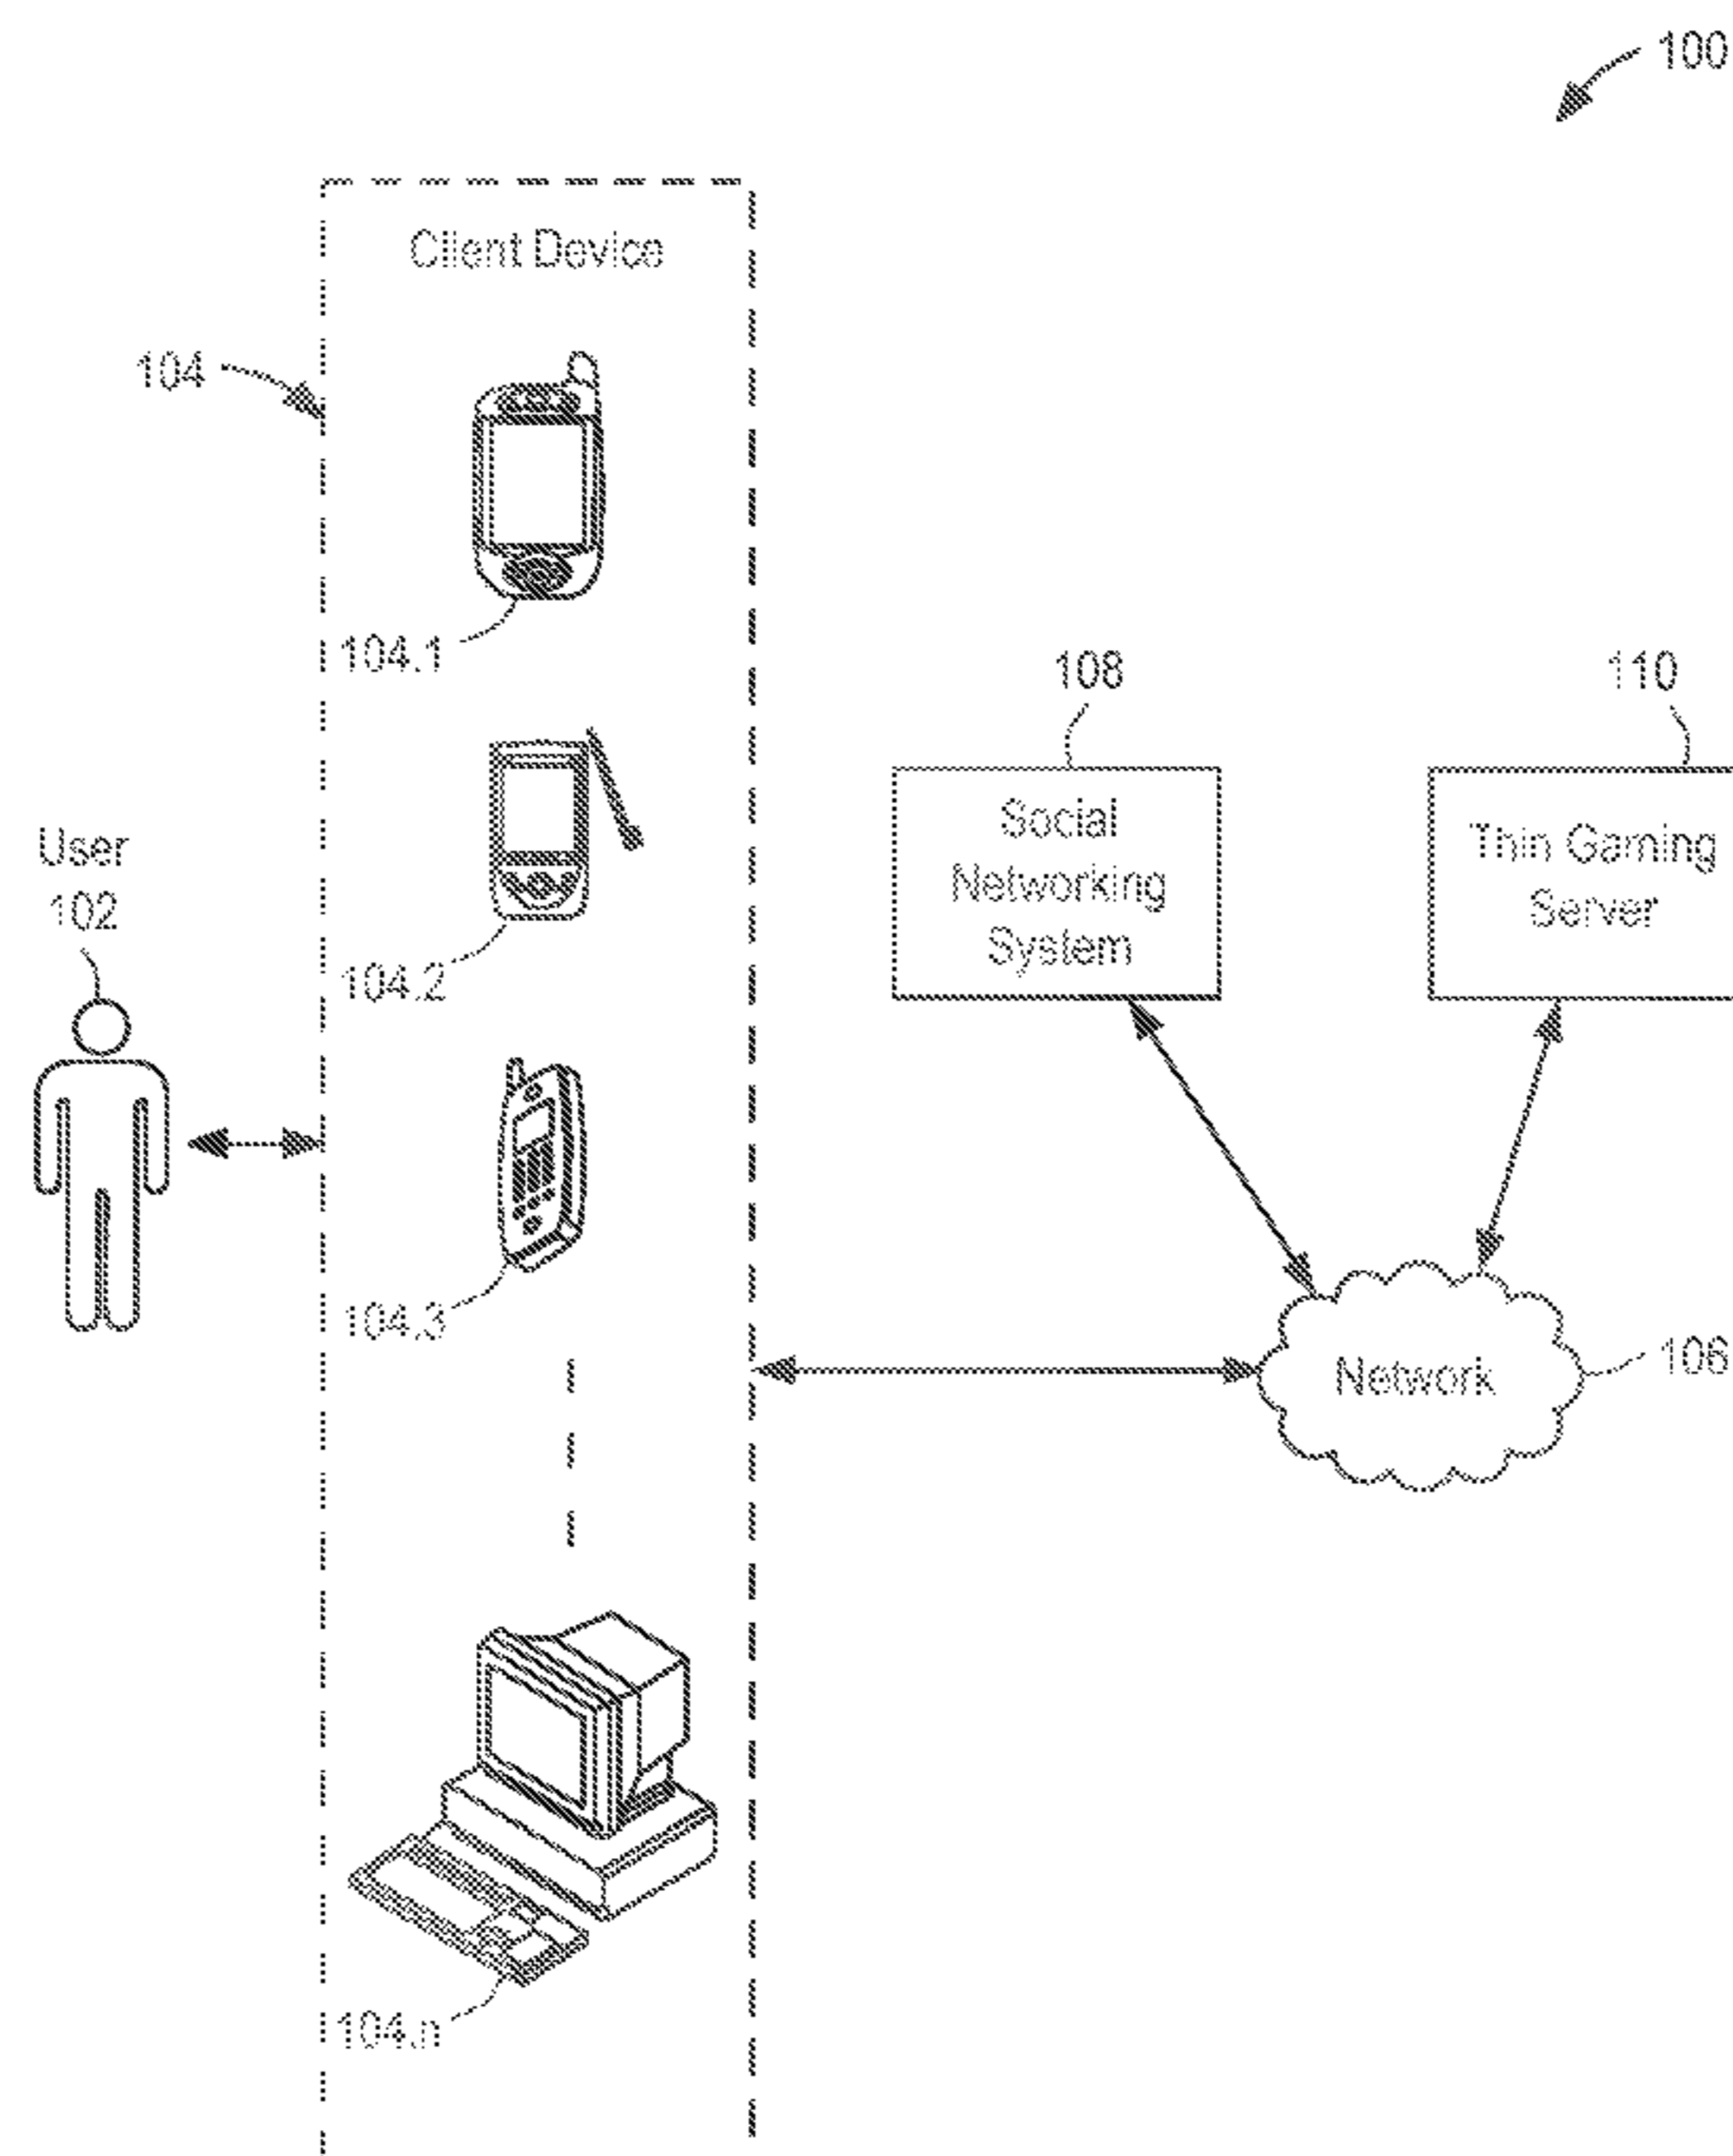 100
Client Device
104
104.1
108
110
Social
Networking
System
Thin Gaming
Server
User
102
104.2
104.3
Network
106
104.n